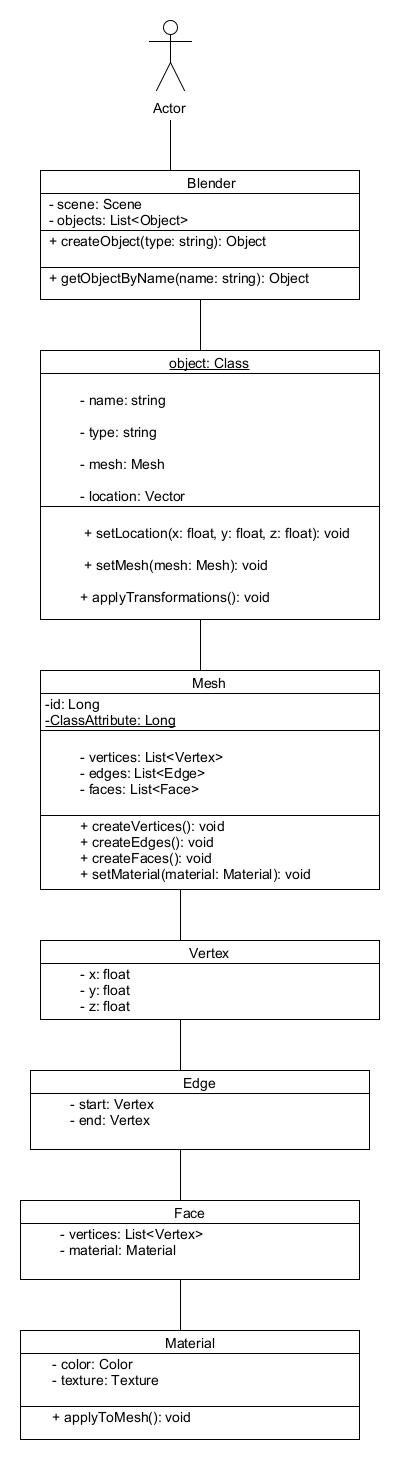 Actor
Blender
- scene: Scene
- objects: List<Object>
+ createObject(type: string): Object
+ getObjectByName(name: string): Object
object: Class
- name: string
- type: string
- mesh: Mesh
- location: Vector
+ setLocation(x: float, y: float, z: float): void
+ setMesh(mesh: Mesh): void
+ applyTransformations(): void
Mesh
-id: Long
-ClassAttribute: Long
- vertices: List<Vertex>
- edges: List<Edge>
- faces: List<Face>
+ createVertices(): void
+ createEdges(): void
+ createFaces(): void
+ setMaterial(material: Material): void
Vertex
- x: float
- y: float
- z: float
Edge
- start: Vertex
- end: Vertex
Face
- vertices: List<Vertex>
- material: Material
Material
- color: Color
- texture: Texture
+ applyToMesh(): void